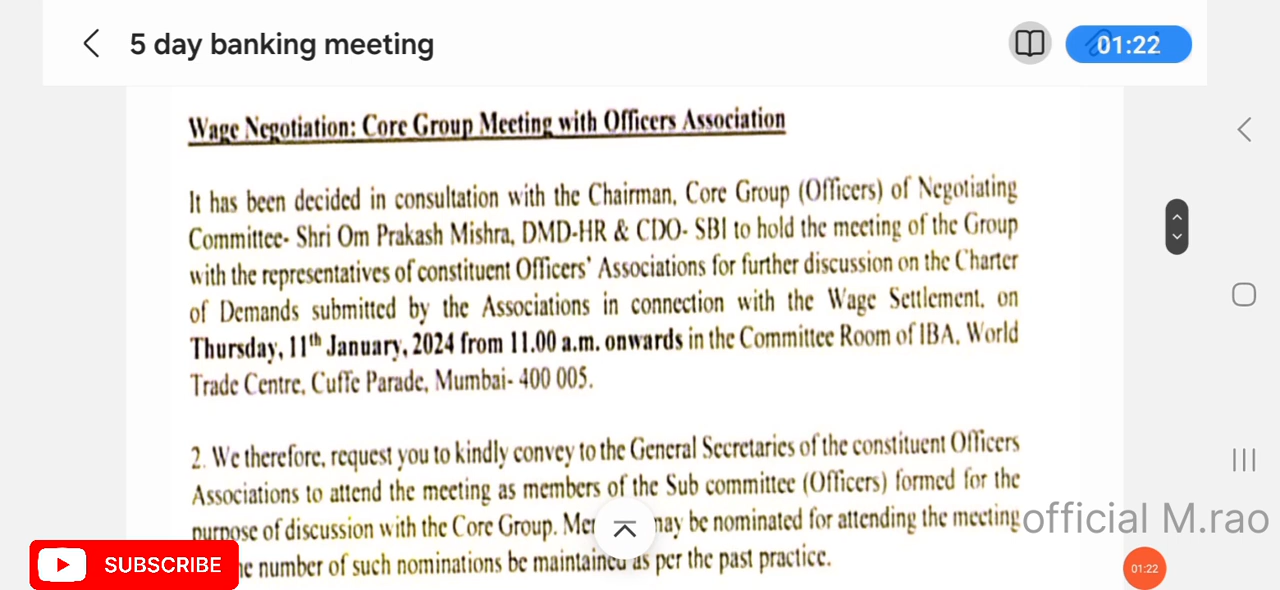 5 day banking meeting
01:22
Wage Negotiation: Core Group Meeting with Officers Association
It has been decided in consultation with the Chairman, Core Group (Officers) of Negotiating
Committee- Shri Om Prakash Mishra, DMD-HR & CDO- SBI to hold the meeting of the Group
with the representatives of constituent Officers' Associations for further discussion on the Charter
of Demands submitted by the Associations in connection with the Wage Settlement, on
Thursday, 11th January, 2024 from 11.00 a.m. onwards in the Committee Room of IBA, World
Trade Centre, Cuffe Parade, Mumbai- 400 005.
2. We therefore, request you to kindly convey to the General Secretaries of the constituent Officers
Associations to attend the meeting as members of the Sub committee (Officers) formed for the
purpose of discussion with the Core Group. may be nominated for attending the meeting
number of such nominations be maintained as per the past practice.
official M.rao
SUBSCRIBE
01:22